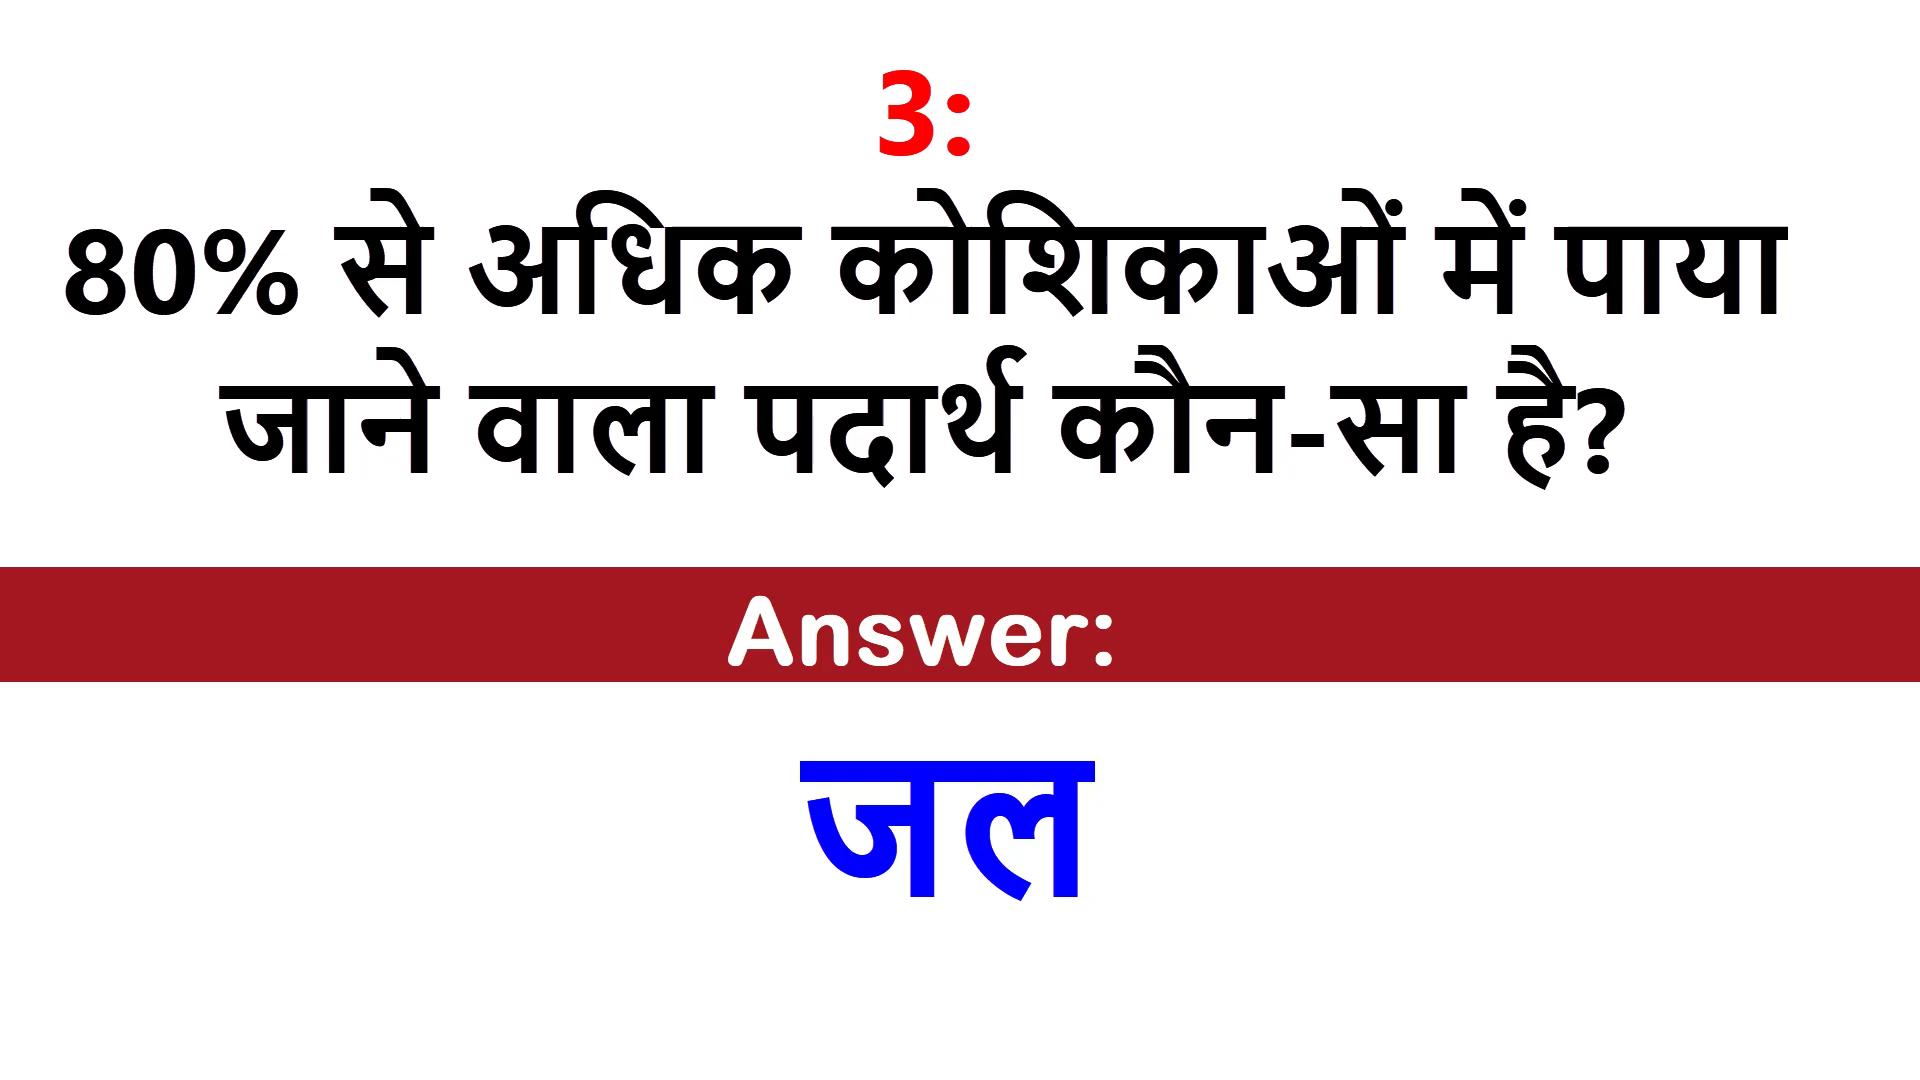 3:
80% से अधिक कोशिकाओं में पाया
जाने वाला पदार्थ कौन-सा है?
Answer:
जल